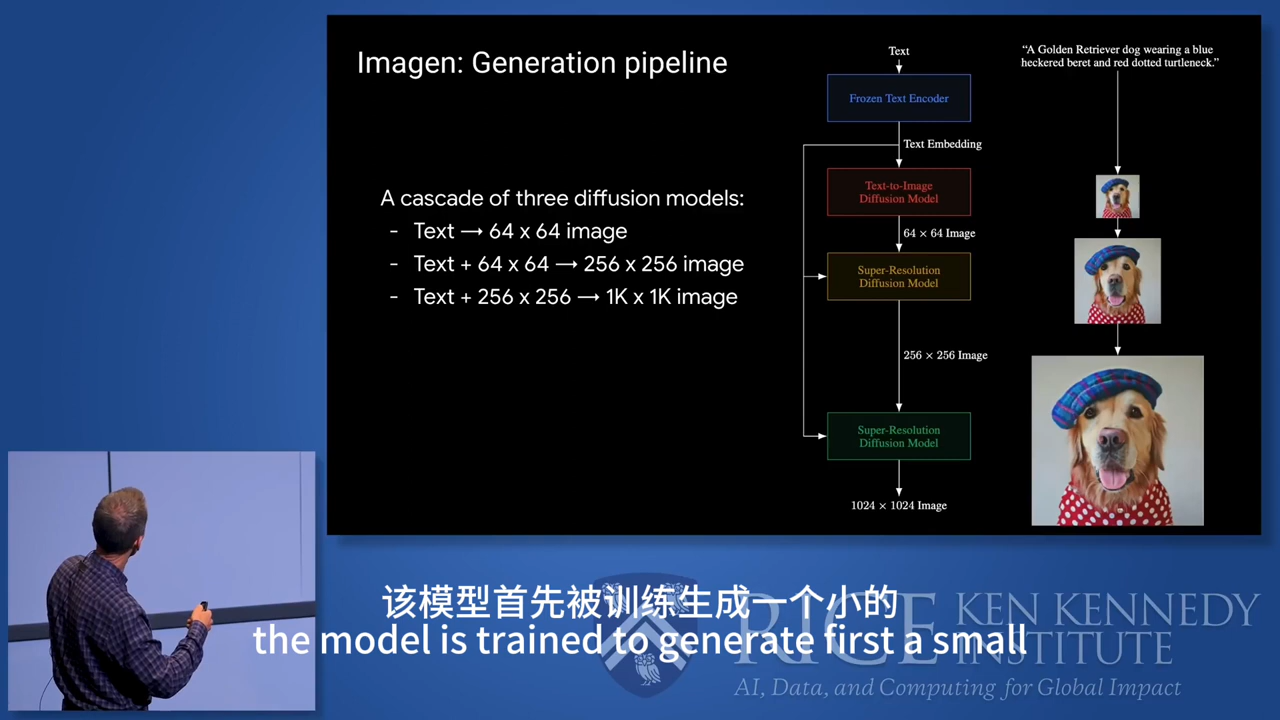 Imagen: Generation pipeline
A cascade of three diffusion models:
- Text → 64 x 64 image
- Text + 64 x 64 → 256 x 256 image
- Text + 256 x 256 → 1K x 1K image
Text
Frozen Text Encoder
Text Embedding
Text-to-Image
Diffusion Model
64 × 64 Image
Super-Resolution
Diffusion Model
256 × 256 Image
Super-Resolution
Diffusion Model
1024 × 1024 Image
“A Golden Retriever dog wearing a blue
heckered beret and red dotted turtleneck.”
该模型首先被训练生成一个小的
the model is trained to generate first a small
RICE KEN KENNEDY
INSTITUTE
AI, Data, and Computing for Global Impact